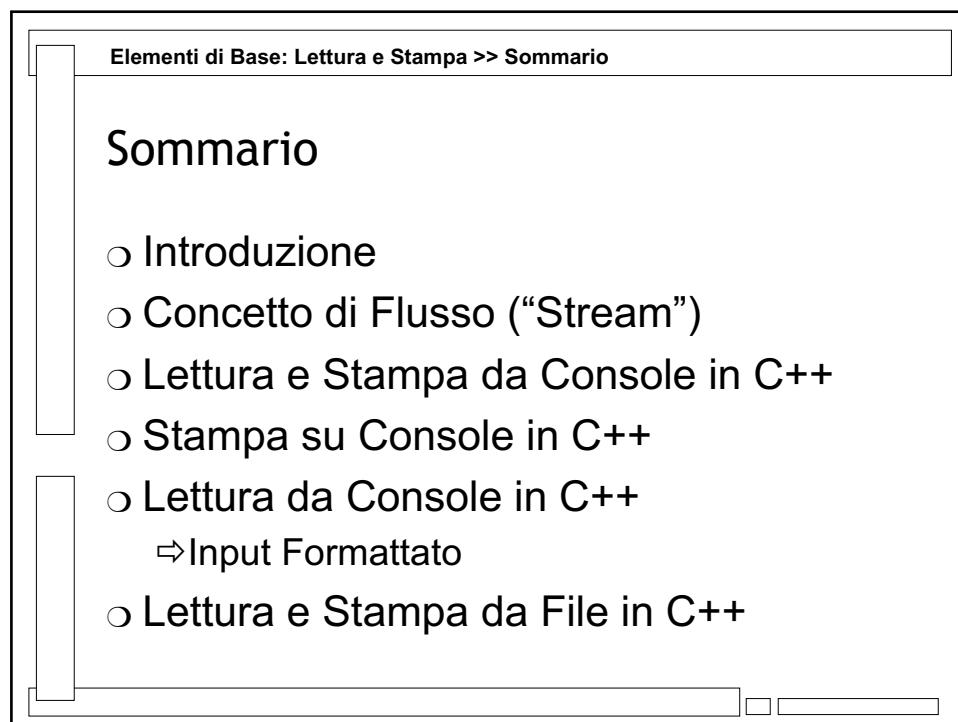 Elementi di Base: Lettura e Stampa >> Sommario
Sommario
❍ Introduzione
❍ Concetto di Flusso (“Stream”)
❍ Lettura e Stampa da Console in C++
❍ Stampa su Console in C++
❍ Lettura da Console in C++
⇨Input Formattato
❍ Lettura e Stampa da File in C++